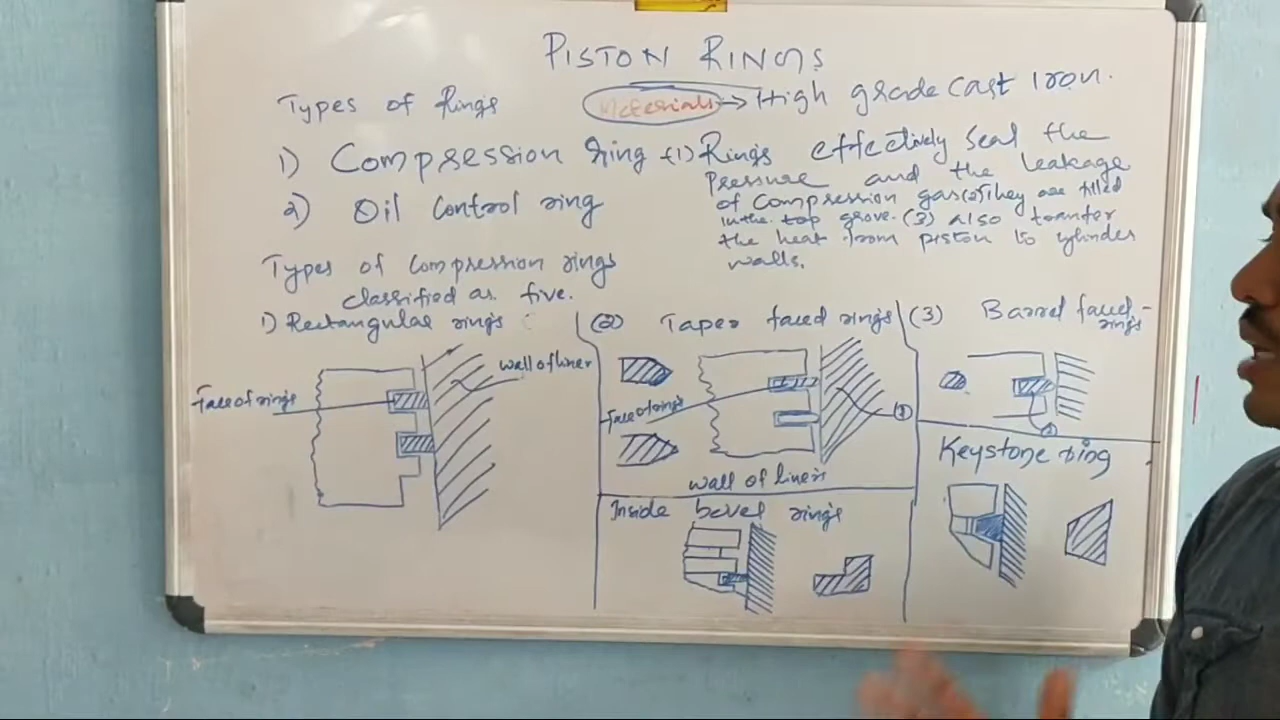 PISTON RINGS
Types of Rings
Materials → High grade cast Iron.
1) Compression ring
2) Oil control ring
(1) Rings effectively seal the
pressure and the leakage
of compression gas (2) They are filled
in the top grove. (3) also transfer
the heat from piston to cylinder
walls.
Types of compression rings
classified as five.
1) Rectangular rings
wall of liner
Face of rings
(2) Taper faced rings
Face of rings
(1)
wall of liners
(3) Barrel faced
rings
Inside bevel rings
Keystone ring